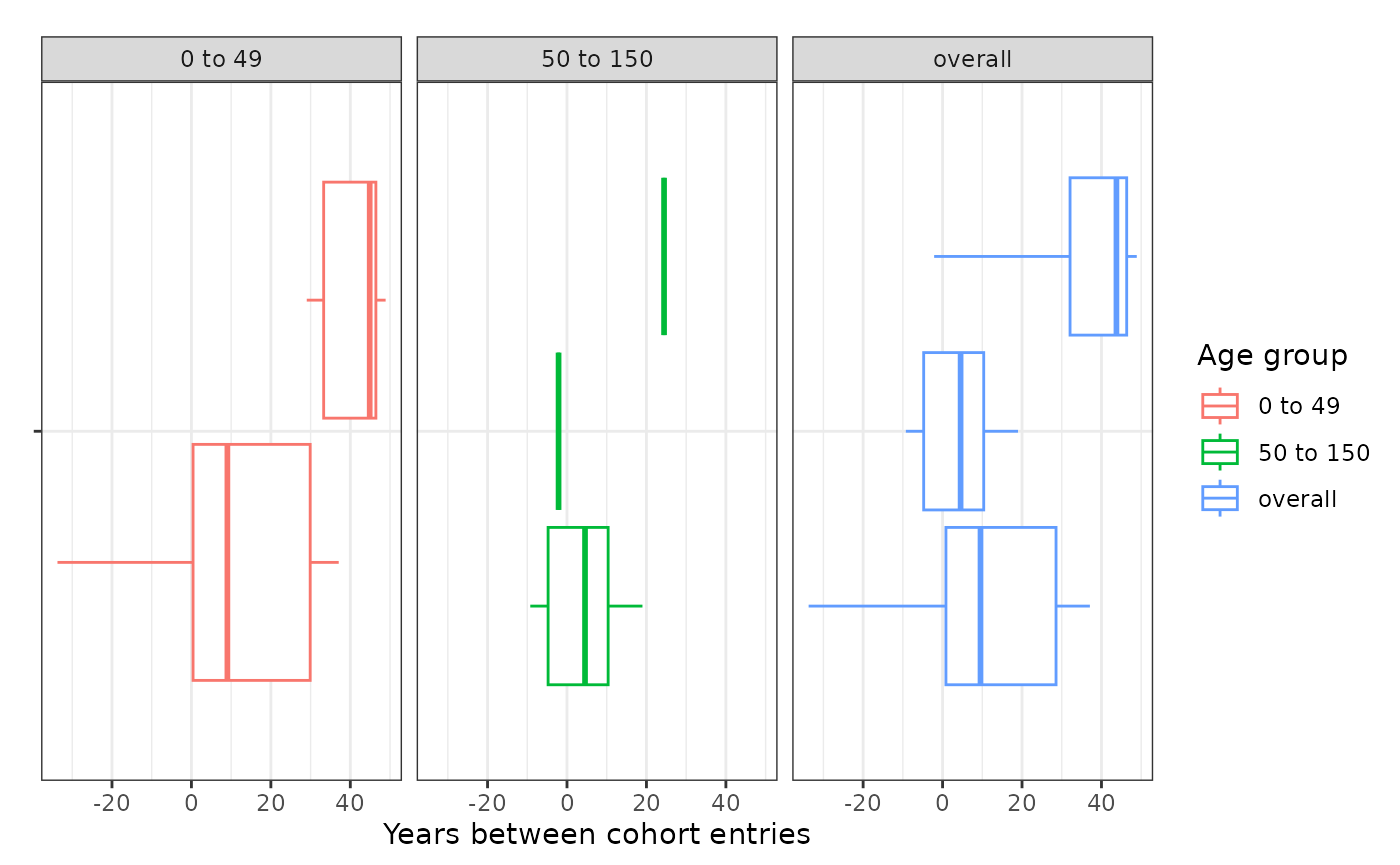 0 to 49 50 to 150 overall
Age group
0 to 49
50 to 150
overall
-20 0 20 40 -20 0 20 40 -20 0 20 40
Years between cohort entries